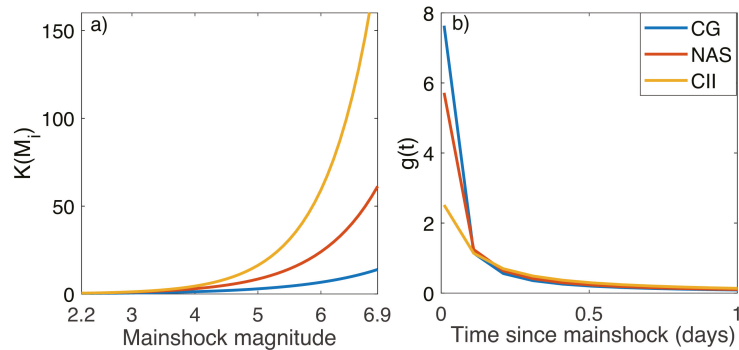 a)
150
100
50
0
K(M_i)
2.2 3 4 5 6 6.9
Mainshock magnitude
b)
8
6
4
2
0
g(t)
0 0.5 1
Time since mainshock (days)
CG
NAS
CII